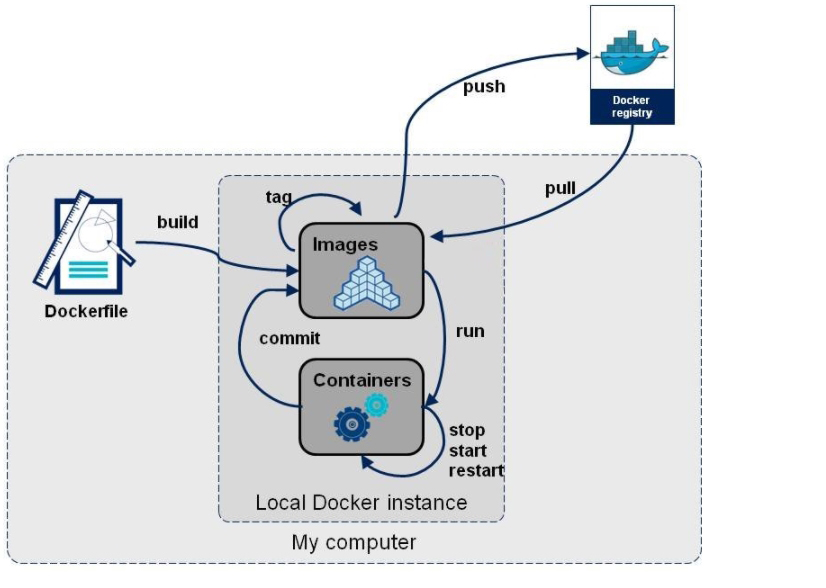 push
Docker
registry
pull
tag
build
Images
Dockerfile
commit
run
Containers
stop
start
restart
Local Docker instance
My computer